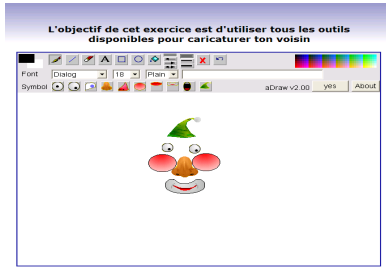 L'objectif de cet exercice est d'utiliser tous les outils
disponibles pour caricaturer ton voisin
A
Font Dialog 18 Plain
Symbol aDraw v2.00 yes About